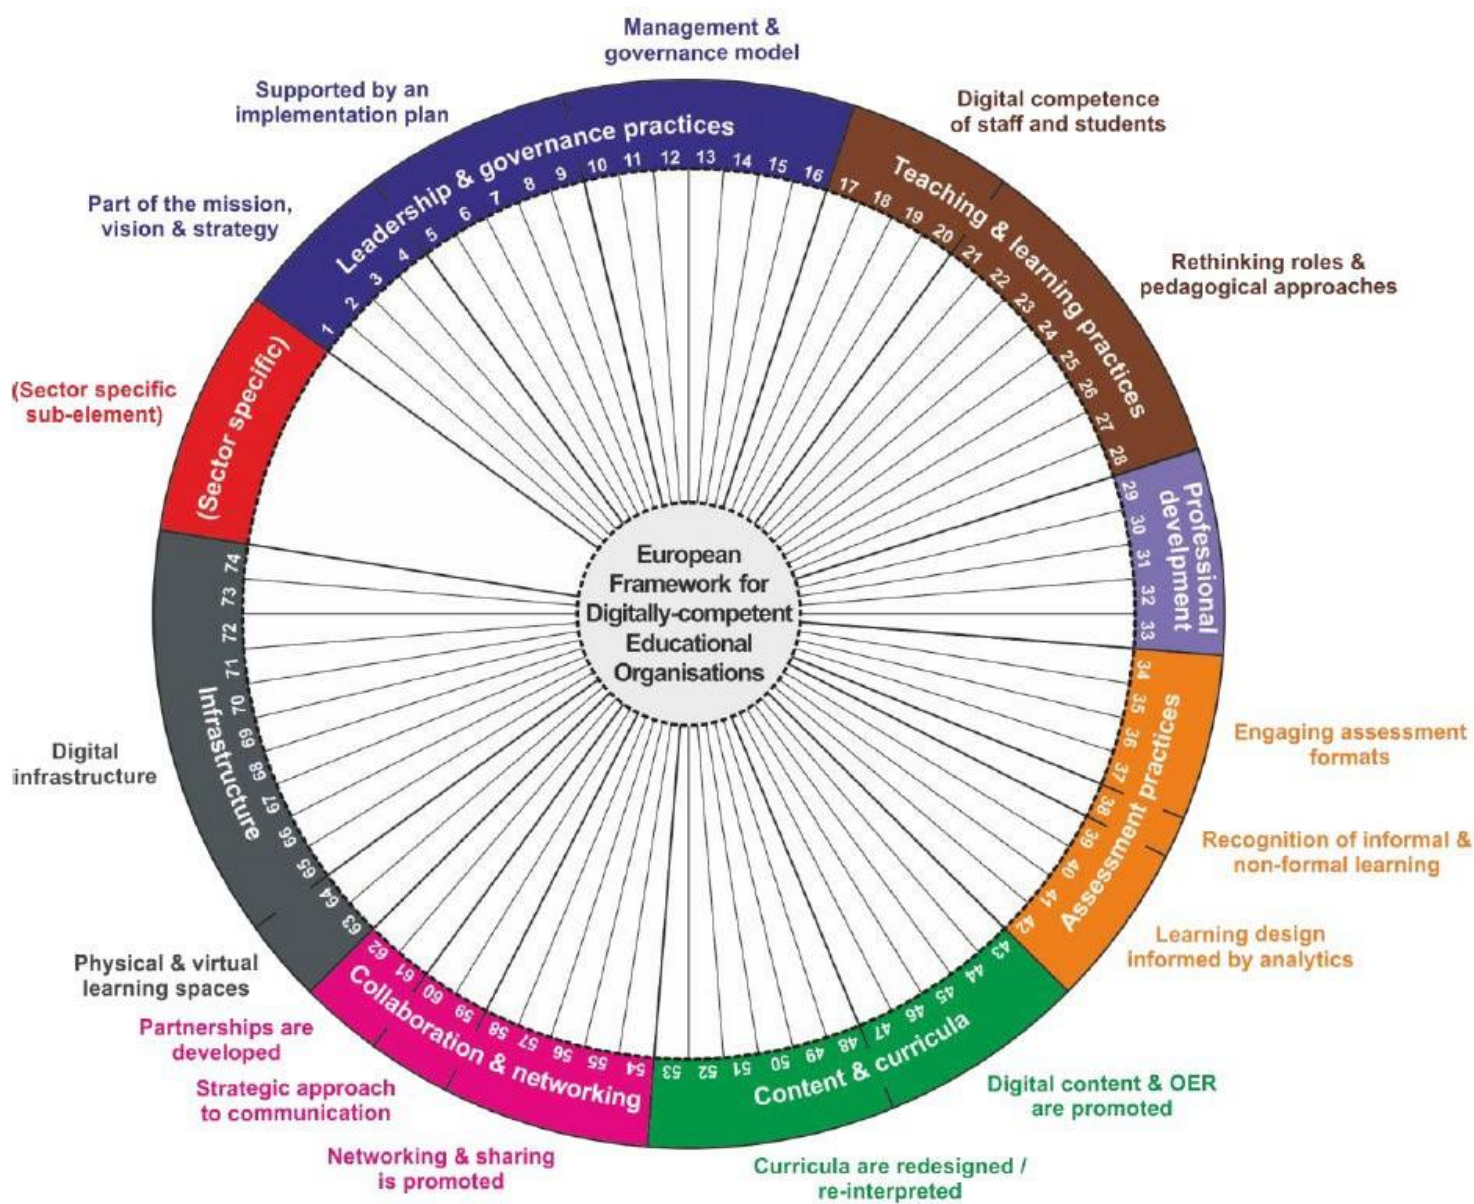 Management &
governance model
Supported by an
implementation plan
Digital competence
of staff and students
Part of the mission,
vision & strategy
Rethinking roles &
pedagogical approaches
(Sector specific
sub-element)
Engaging assessment
formats
Recognition of informal &
non-formal learning
Learning design
informed by analytics
Digital content & OER
are promoted
Curricula are redesigned /
re-interpreted
Networking & sharing
is promoted
Strategic approach
to communication
Partnerships are
developed
Physical & virtual
learning spaces
Digital
infrastructure
Leadership & governance practices
Teaching & learning practices
Professional
develpment
Assessment practices
Content & curricula
Collaboration & networking
Infrastructure
(Sector specific)
1
2
3
4
5
6
7
8
9
10
11
12
13
14
15
16
17
18
19
20
21
22
23
24
25
26
27
28
29
30
31
32
33
34
35
36
37
38
39
40
41
42
43
44
45
46
47
48
49
50
51
52
53
54
55
56
57
58
59
60
61
62
63
64
65
66
67
68
69
70
71
72
73
74
European
Framework for
Digitally-competent
Educational
Organisations